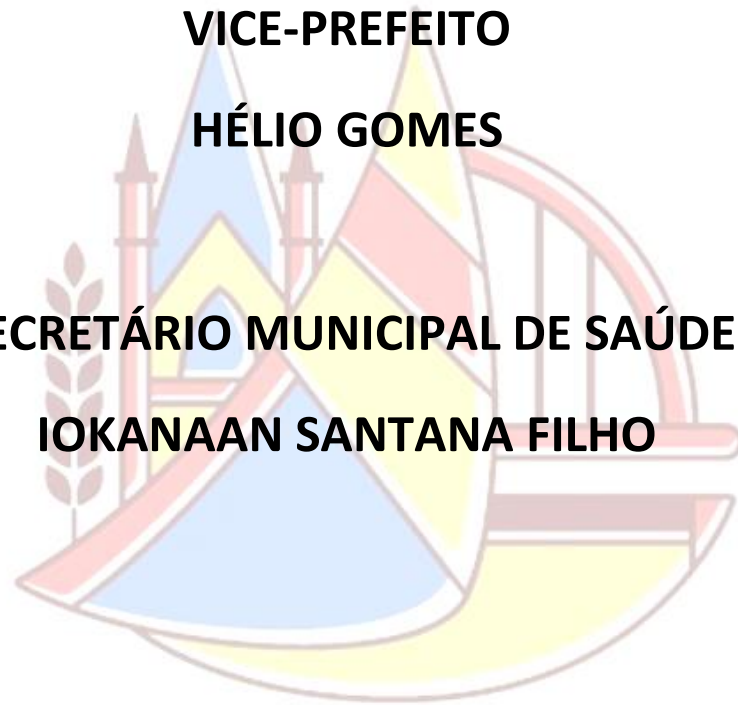 VICE-PREFEITO
HÉLIO GOMES
ECRETÁRIO MUNICIPAL DE SAÚDE
IOKANAAN SANTANA FILHO